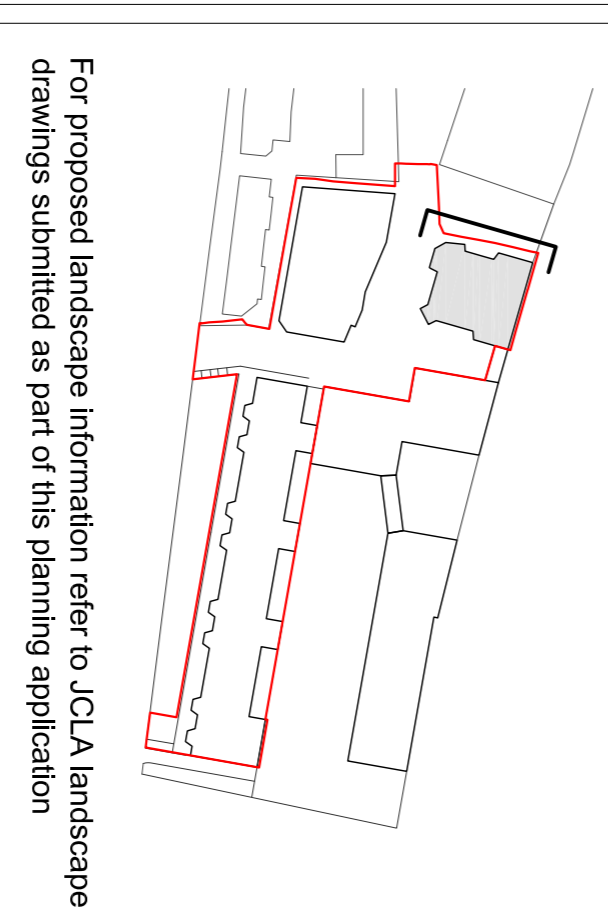 For proposed landscape information refer to JCLA landscape
drawings submitted as part of this planning application